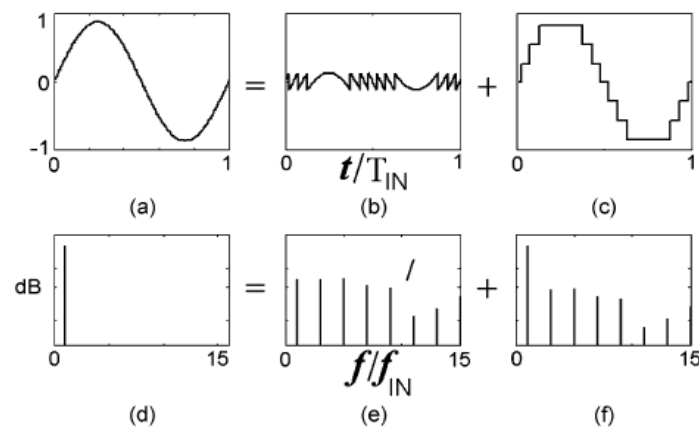 1
0
-1
0 1
(a)
=
0 1
t/T_IN
(b)
+
0 1
(c)
dB
0 15
(d)
=
/
0 15
f/f_IN
(e)
+
0 15
(f)